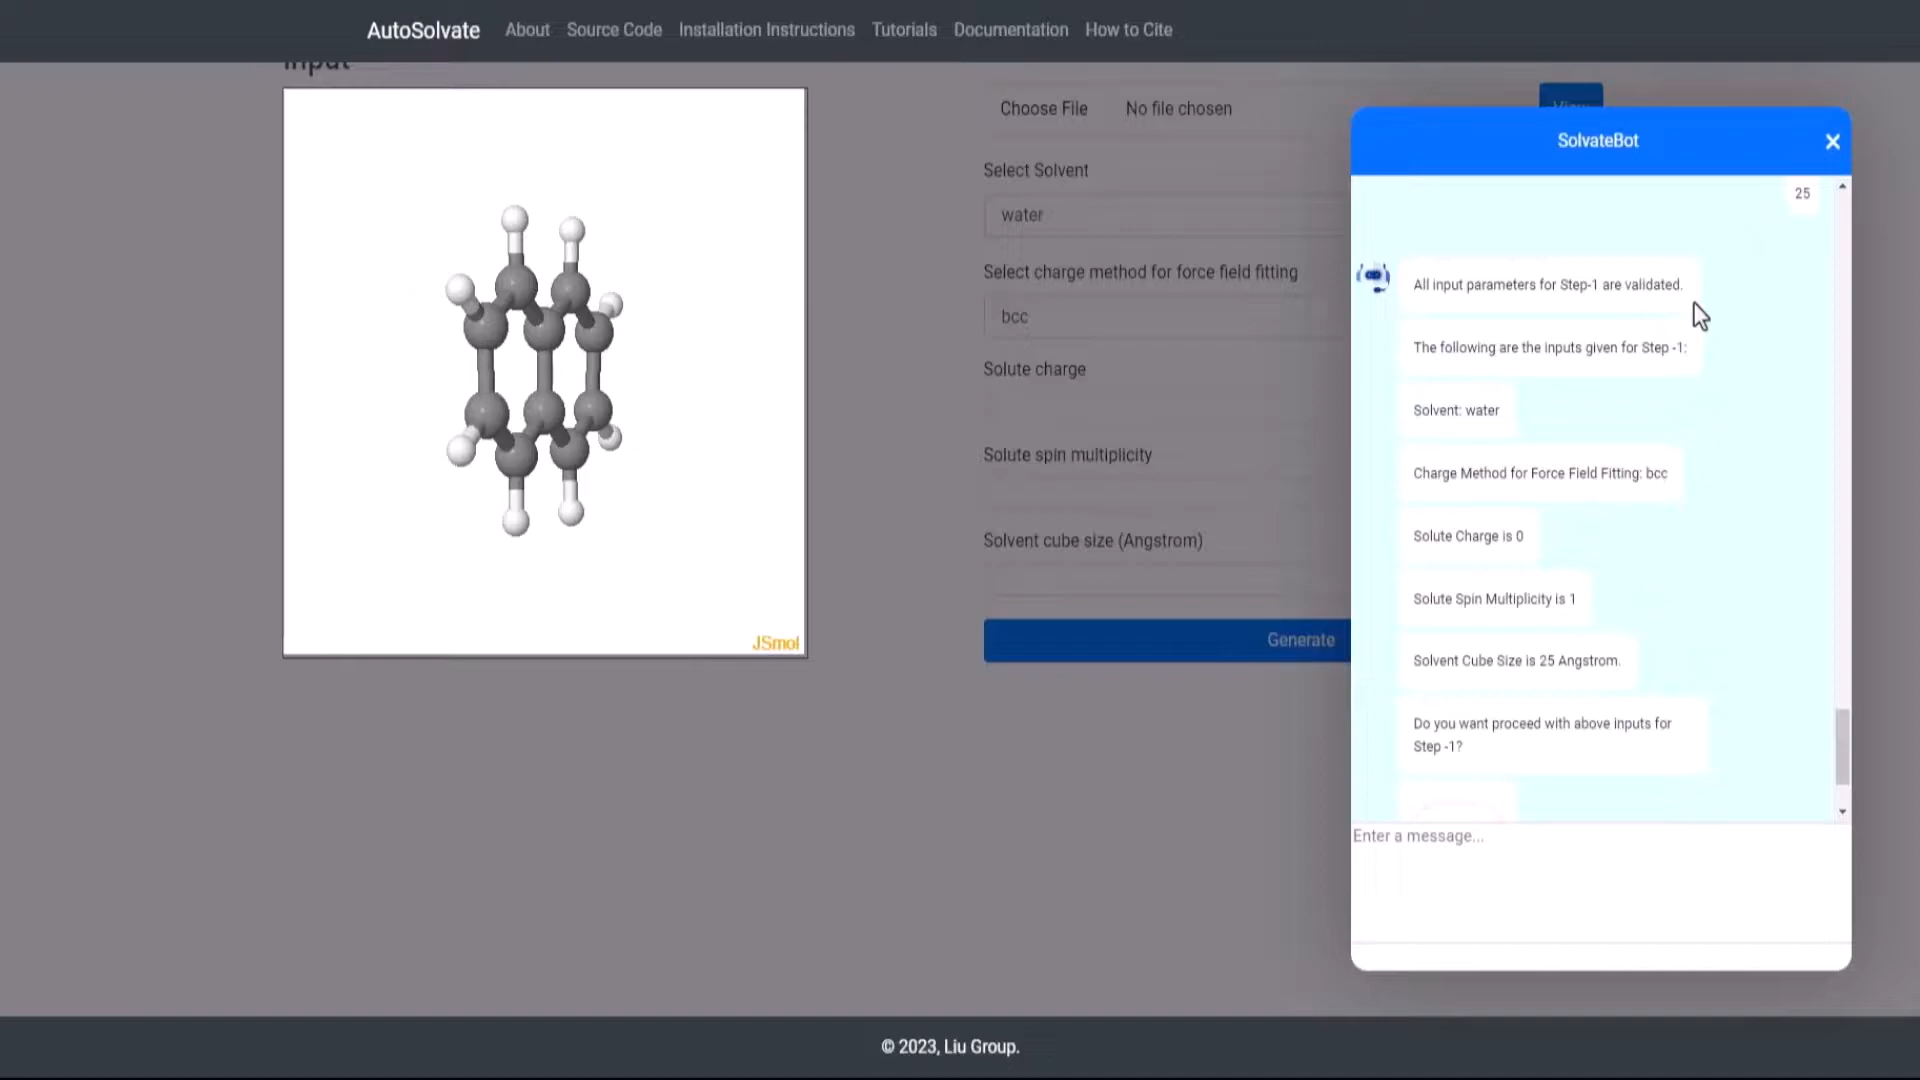 AutoSolvate About Source Code Installation Instructions Tutorials Documentation How to Cite
Input
Choose File No file chosen
View
Select Solvent
water
Select charge method for force field fitting
bcc
Solute charge
Solute spin multiplicity
Solvent cube size (Angstrom)
Generate
JSmol
SolvateBot
25
All input parameters for Step-1 are validated.
The following are the inputs given for Step -1:
Solvent: water
Charge Method for Force Field Fitting: bcc
Solute Charge is 0
Solute Spin Multiplicity is 1
Solvent Cube Size is 25 Angstrom.
Do you want proceed with above inputs for
Step -1?
Enter a message...
© 2023, Liu Group.